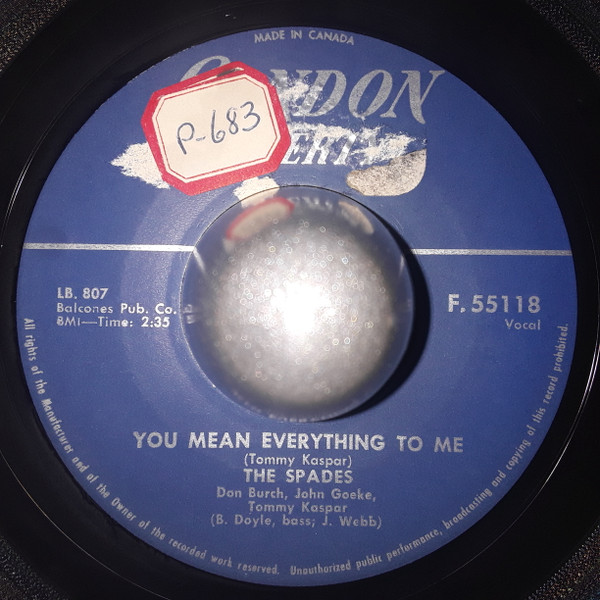 MADE IN CANADA
P-683
LB. 807
Balcones Pub. Co.
8MI—Time: 2:35
F. 55118
Vocal
YOU MEAN EVERYTHING TO ME
(Tommy Kaspar)
THE SPADES
Don Burch, John Goeke,
Tommy Kaspar
(B. Doyle, bass; J. Webb)
All rights of the Manufacturer and of the Owner of the recorded work reserved. Unauthorized public performance, broadcasting and copying of this record prohibited.